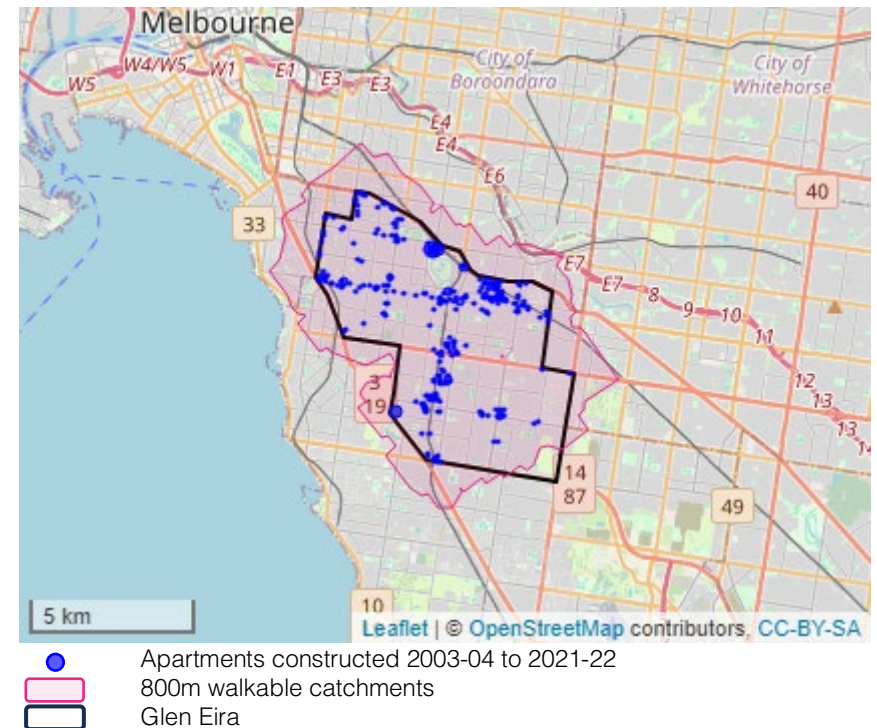 Melbourne
W5
W4/W5
W1
E1
E3
E3
City of
Boroondara
City of
Whitehorse
E4
E4
E6
40
33
E7
E7
8
9
10
11
12
13
13
3
19
14
87
49
10
5 km
Leaflet | © OpenStreetMap contributors, CC-BY-SA
Apartments constructed 2003-04 to 2021-22
800m walkable catchments
Glen Eira